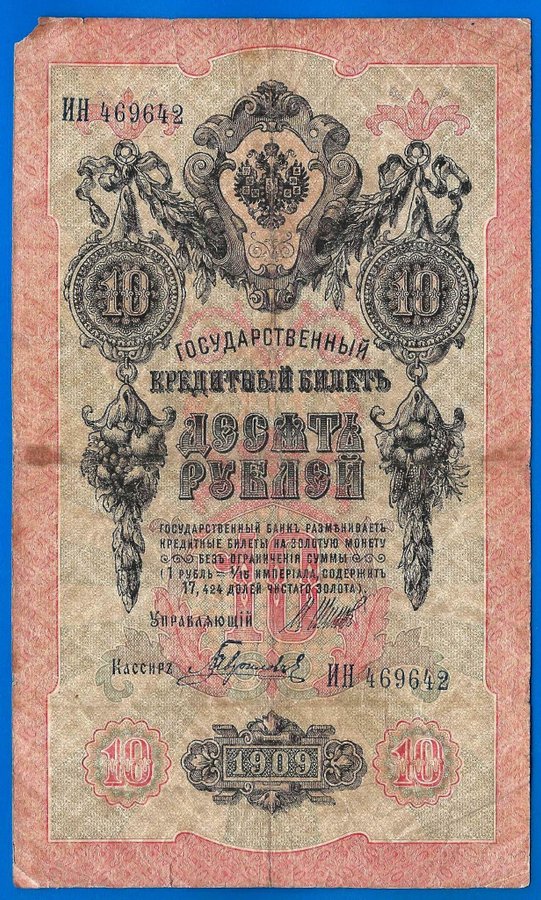 ИН 469642
10 10
ГОСУДАРСТВЕННЫЙ
КРЕДИТНЫЙ БИЛЕТЪ
ДЕСЯТЬ
РУБЛЕЙ
ГОСУДАРСТВЕННЫЙ БАНКЪ РАЗМѢНИВАЕТЪ
КРЕДИТНЫЕ БИЛЕТЫ НА ЗОЛОТУЮ МОНЕТУ
БЕЗЪ ОГРАНИЧЕНІЯ СУММЫ
(1 РУБЛЬ = 1/15 ИМПЕРІАЛА, СОДЕРЖИТЪ
17,424 ДОЛЕЙ ЧИСТАГО ЗОЛОТА).
10
УПРАВЛЯЮЩІЙ
КАССИРЪ
ИН 469642
10 1909 10